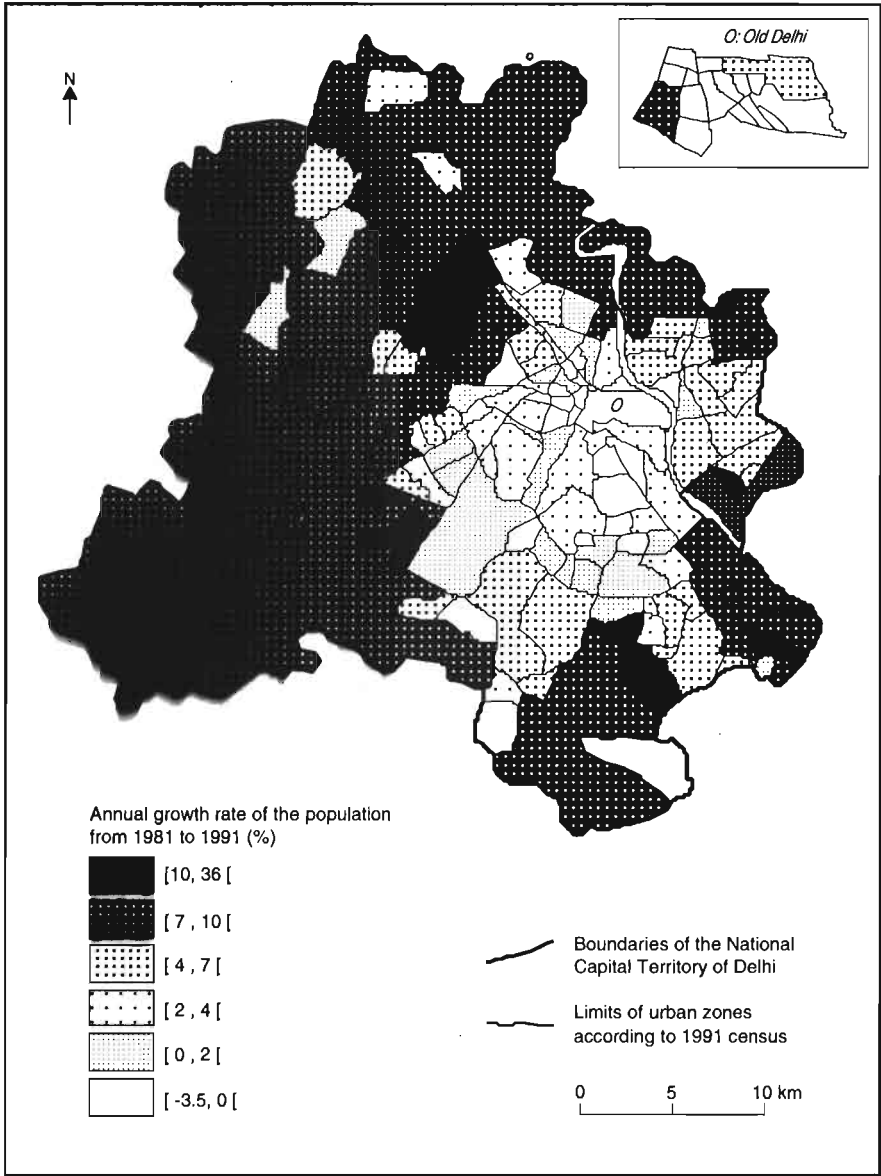 N
O: Old Delhi
O
Annual growth rate of the population
from 1981 to 1991 (%)
[10, 36 [
[ 7 , 10 [
[ 4 , 7 [
[ 2 , 4 [
[ 0 , 2 [
[ -3.5, 0 [
Boundaries of the National
Capital Territory of Delhi
Limits of urban zones
according to 1991 census
0 5 10 km